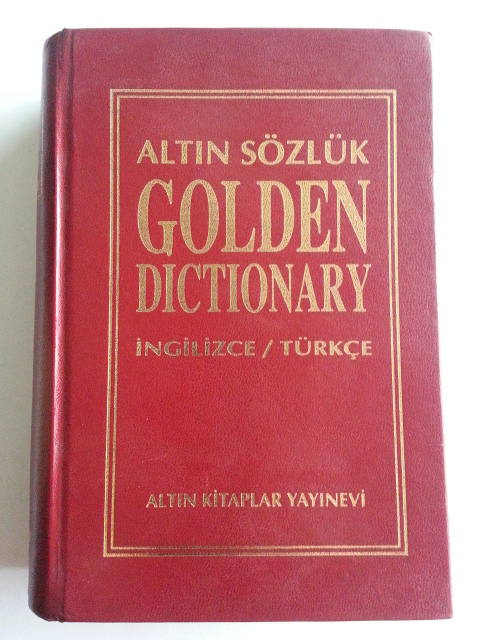 ALTIN SÖZLÜK
GOLDEN
DICTIONARY
İNGİLİZCE / TÜRKÇE
ALTIN KİTAPLAR YAYINEVİ